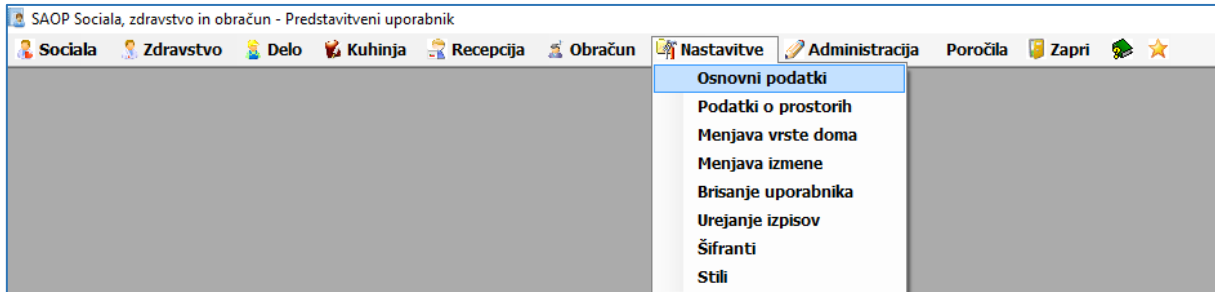 SAOP Sociala, zdravstvo in obračun - Predstavitveni uporabnik
Sociala Zdravstvo Delo Kuhinja Recepcija Obračun Nastavitve Administracija Poročila Zapri
Osnovni podatki
Podatki o prostorih
Menjava vrste doma
Menjava izmene
Brisanje uporabnika
Urejanje izpisov
Šifranti
Stili